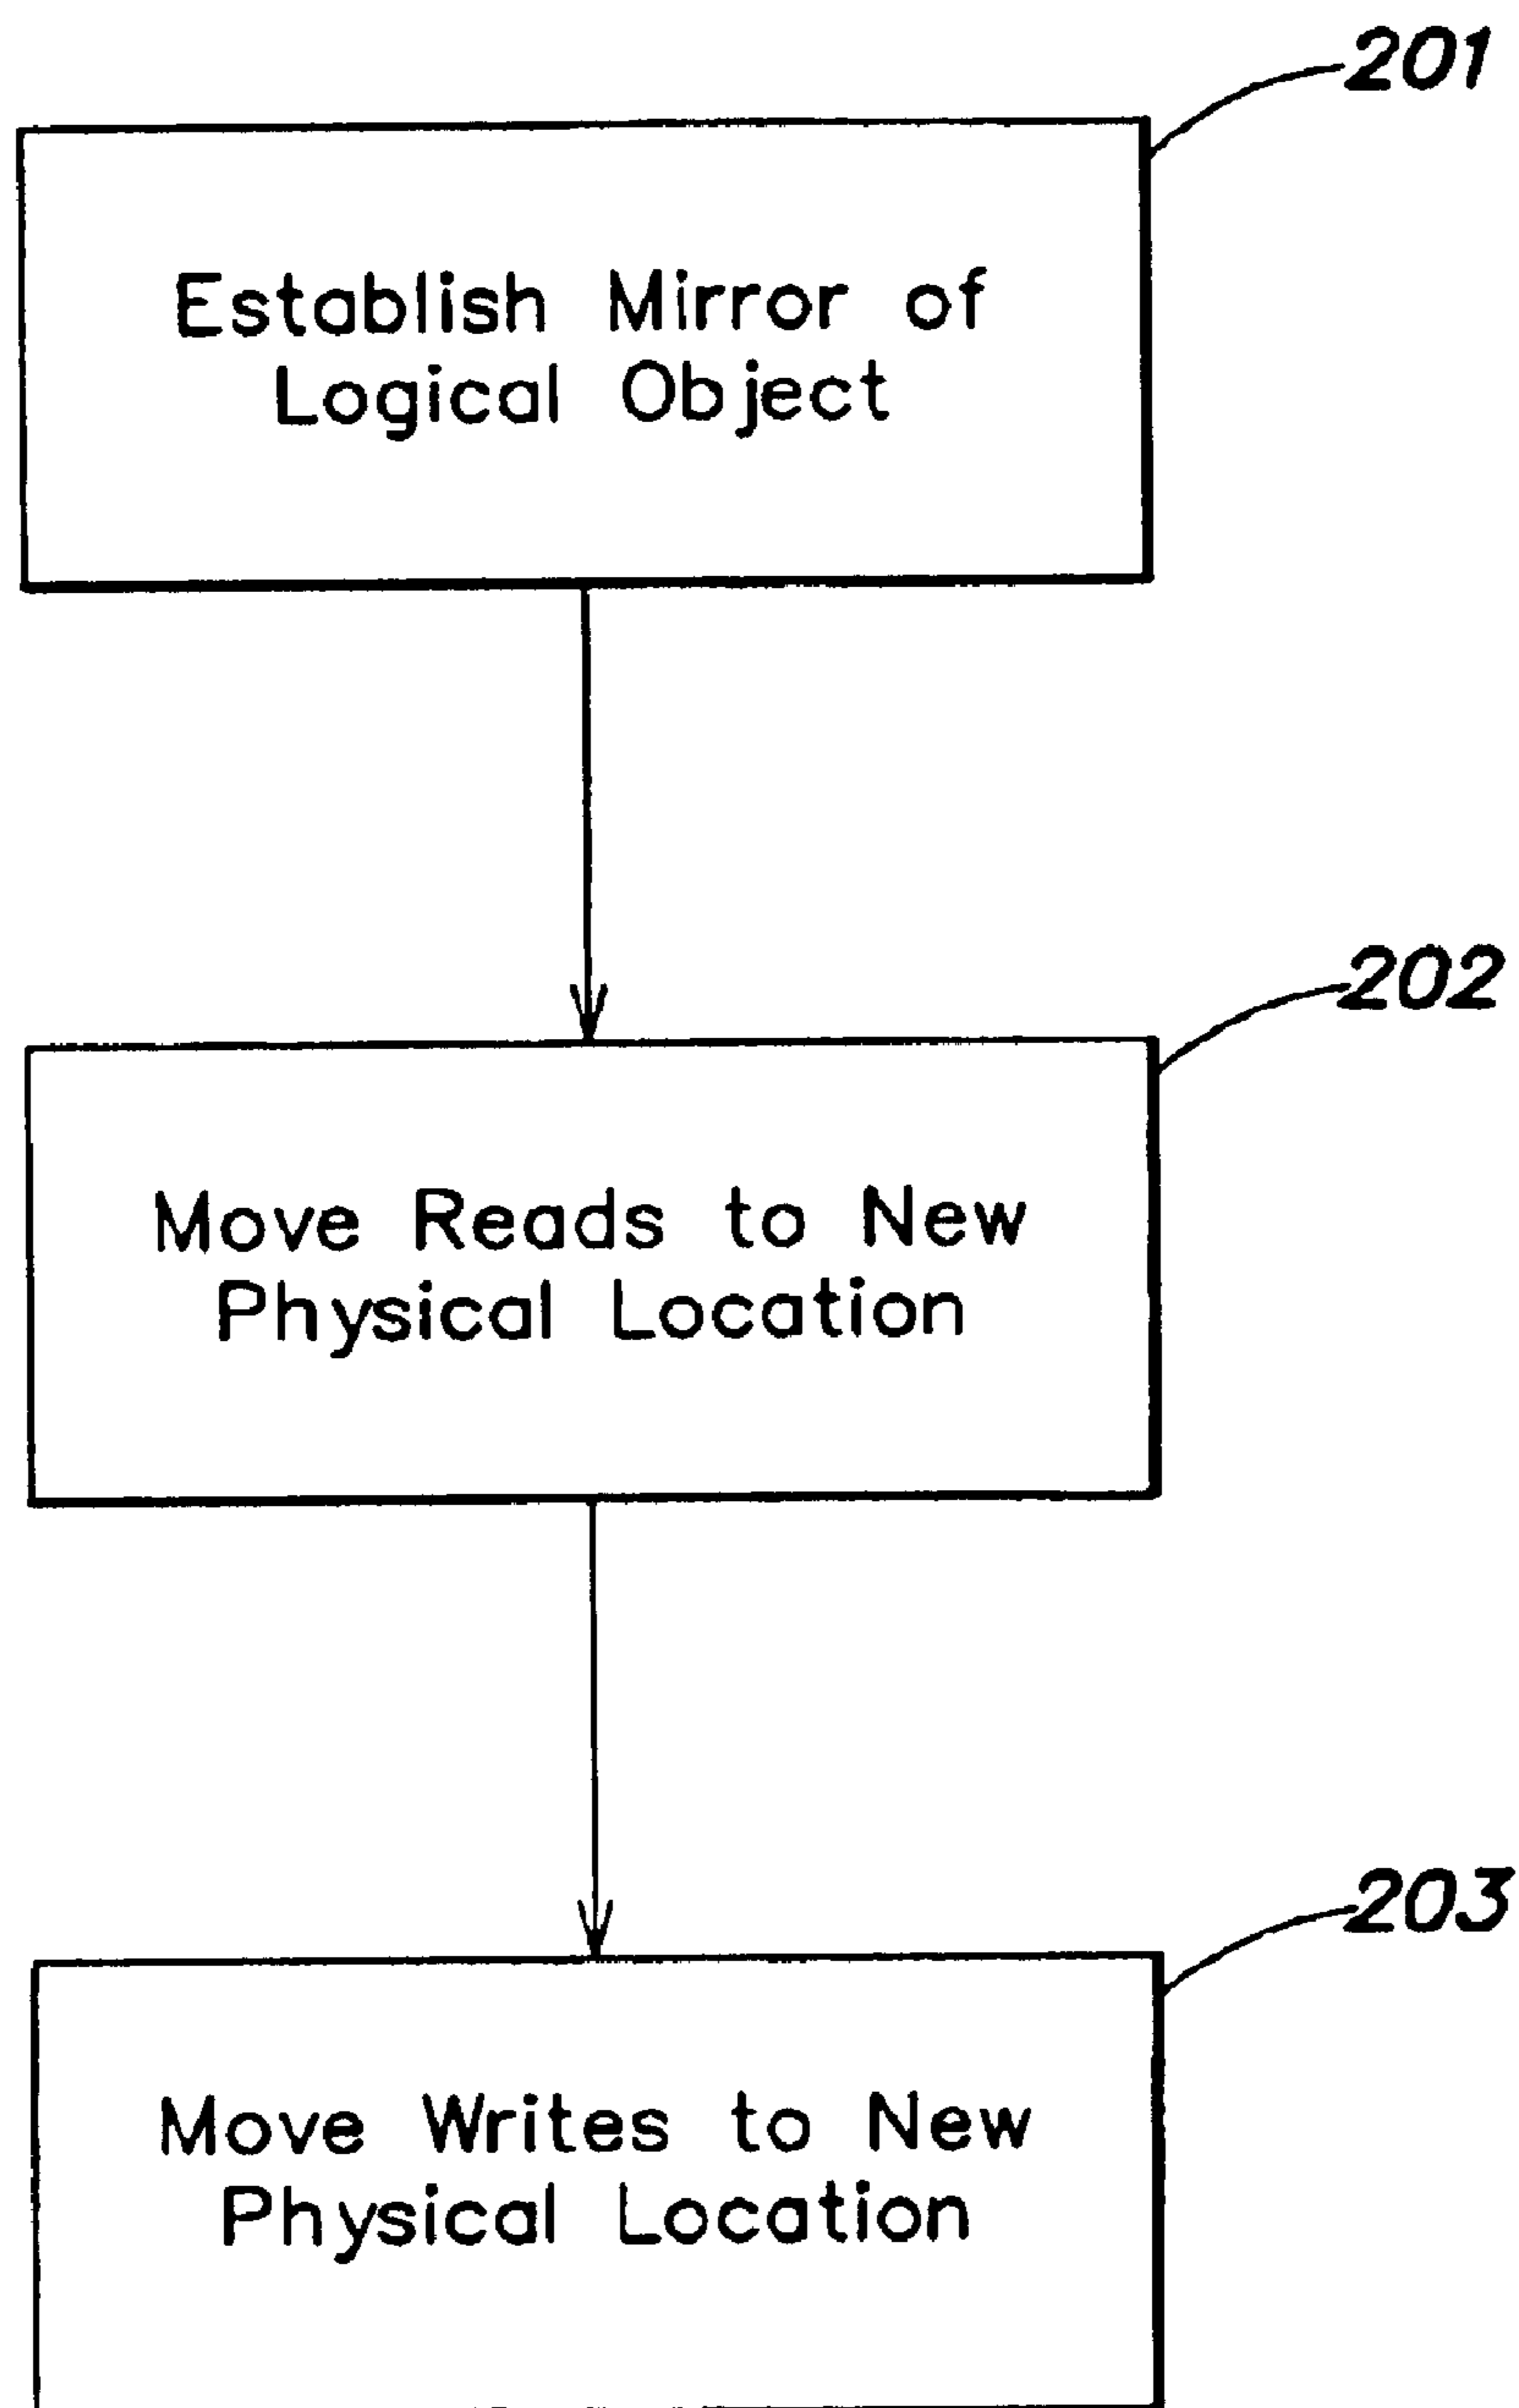 201
Establish Mirror of
Logical Object
202
Move Reads to New
Physical Location
203
Move Writes to New
Physical Location